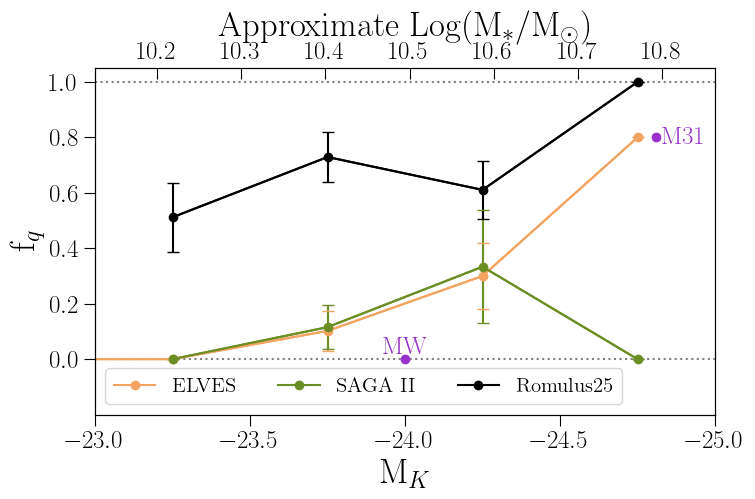 Approximate Log(M*/M⊙)
10.2 10.3 10.4 10.5 10.6 10.7 10.8
1.0
0.8
0.6
0.4
0.2
0.0
f_q
M31
MW
ELVES SAGA II Romulus25
−23.0 −23.5 −24.0 −24.5 −25.0
M_K